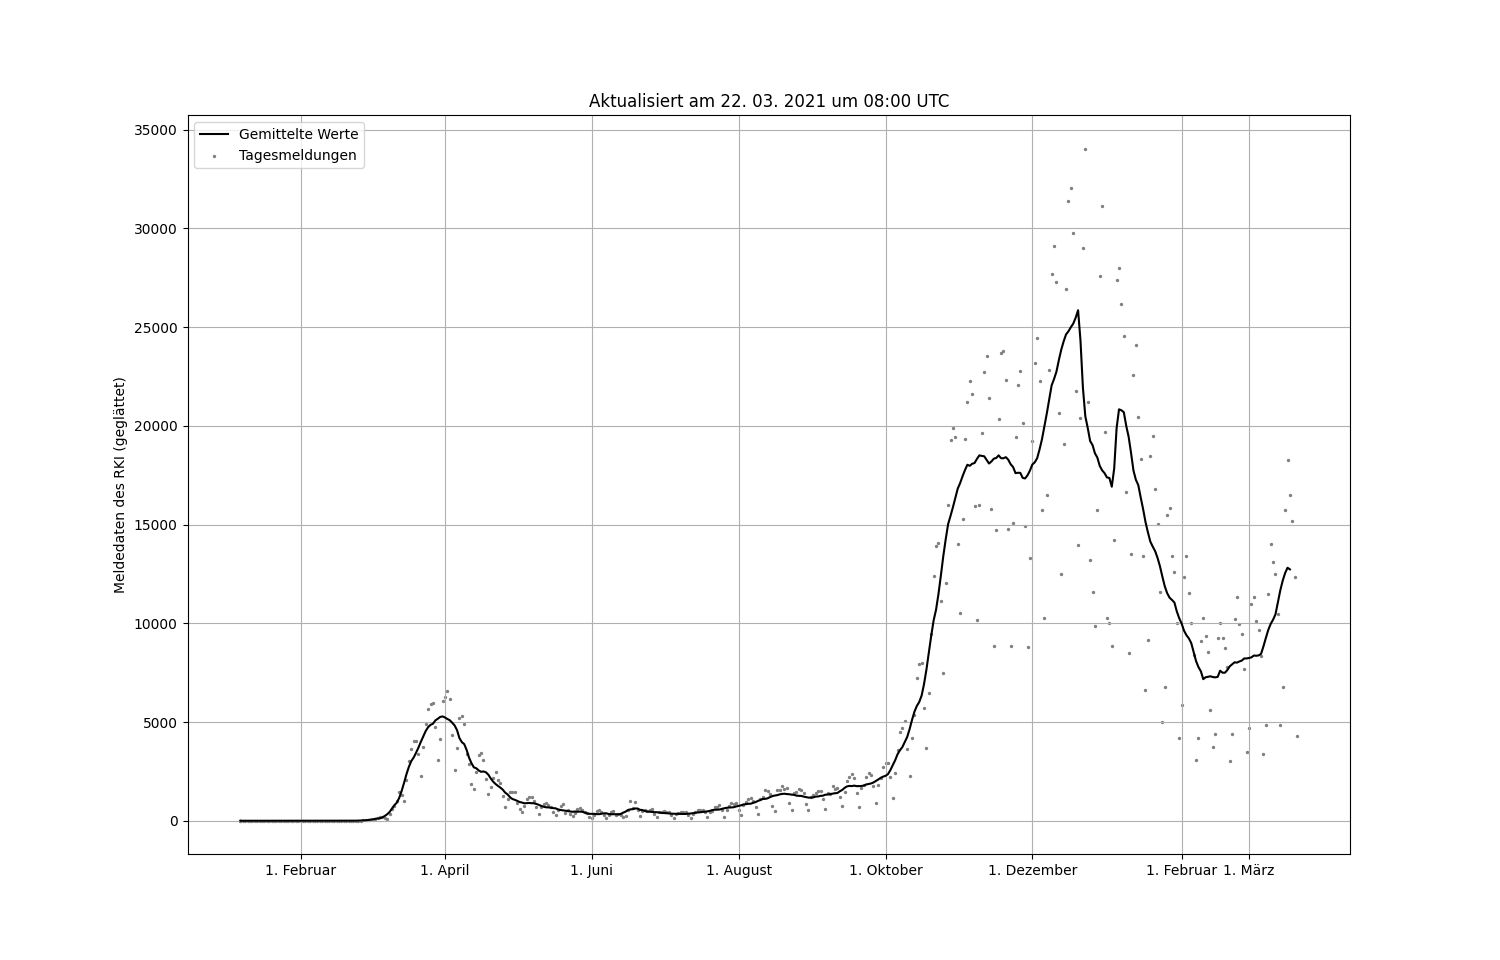 Aktualisiert am 22. 03. 2021 um 08:00 UTC
Gemittelte Werte
Tagesmeldungen
Meldedaten des RKI (geglättet)
35000
30000
25000
20000
15000
10000
5000
0
1. Februar 1. April 1. Juni 1. August 1. Oktober 1. Dezember 1. Februar 1. März